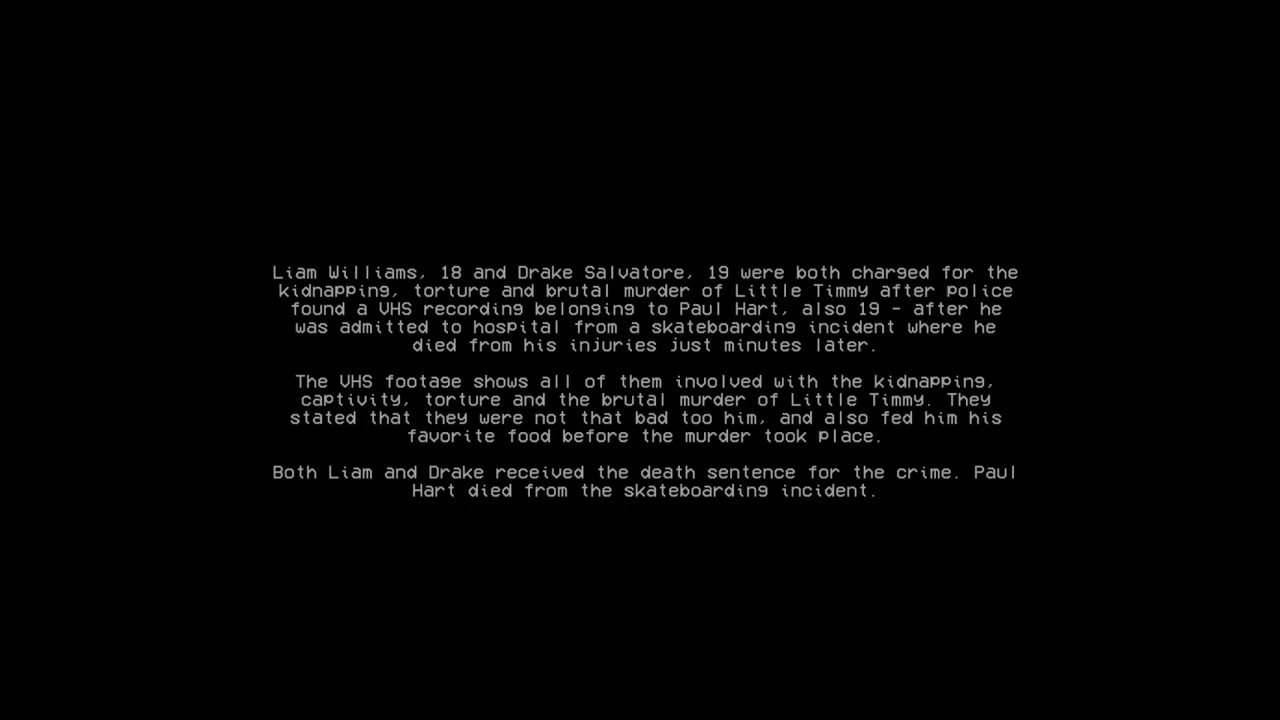 Liam Williams, 18 and Drake Salvatore, 19 were both charged for the
kidnapping, torture and brutal murder of Little Timmy after police
found a VHS recording belonging to Paul Hart, also 19 - after he
was admitted to hospital from a skateboarding incident where he
died from his injuries just minutes later.
The VHS footage shows all of them involved with the kidnapping,
captivity, torture and the brutal murder of Little Timmy. They
stated that they were not that bad too him, and also fed him his
favorite food before the murder took place.
Both Liam and Drake received the death sentence for the crime. Paul
Hart died from the skateboarding incident.